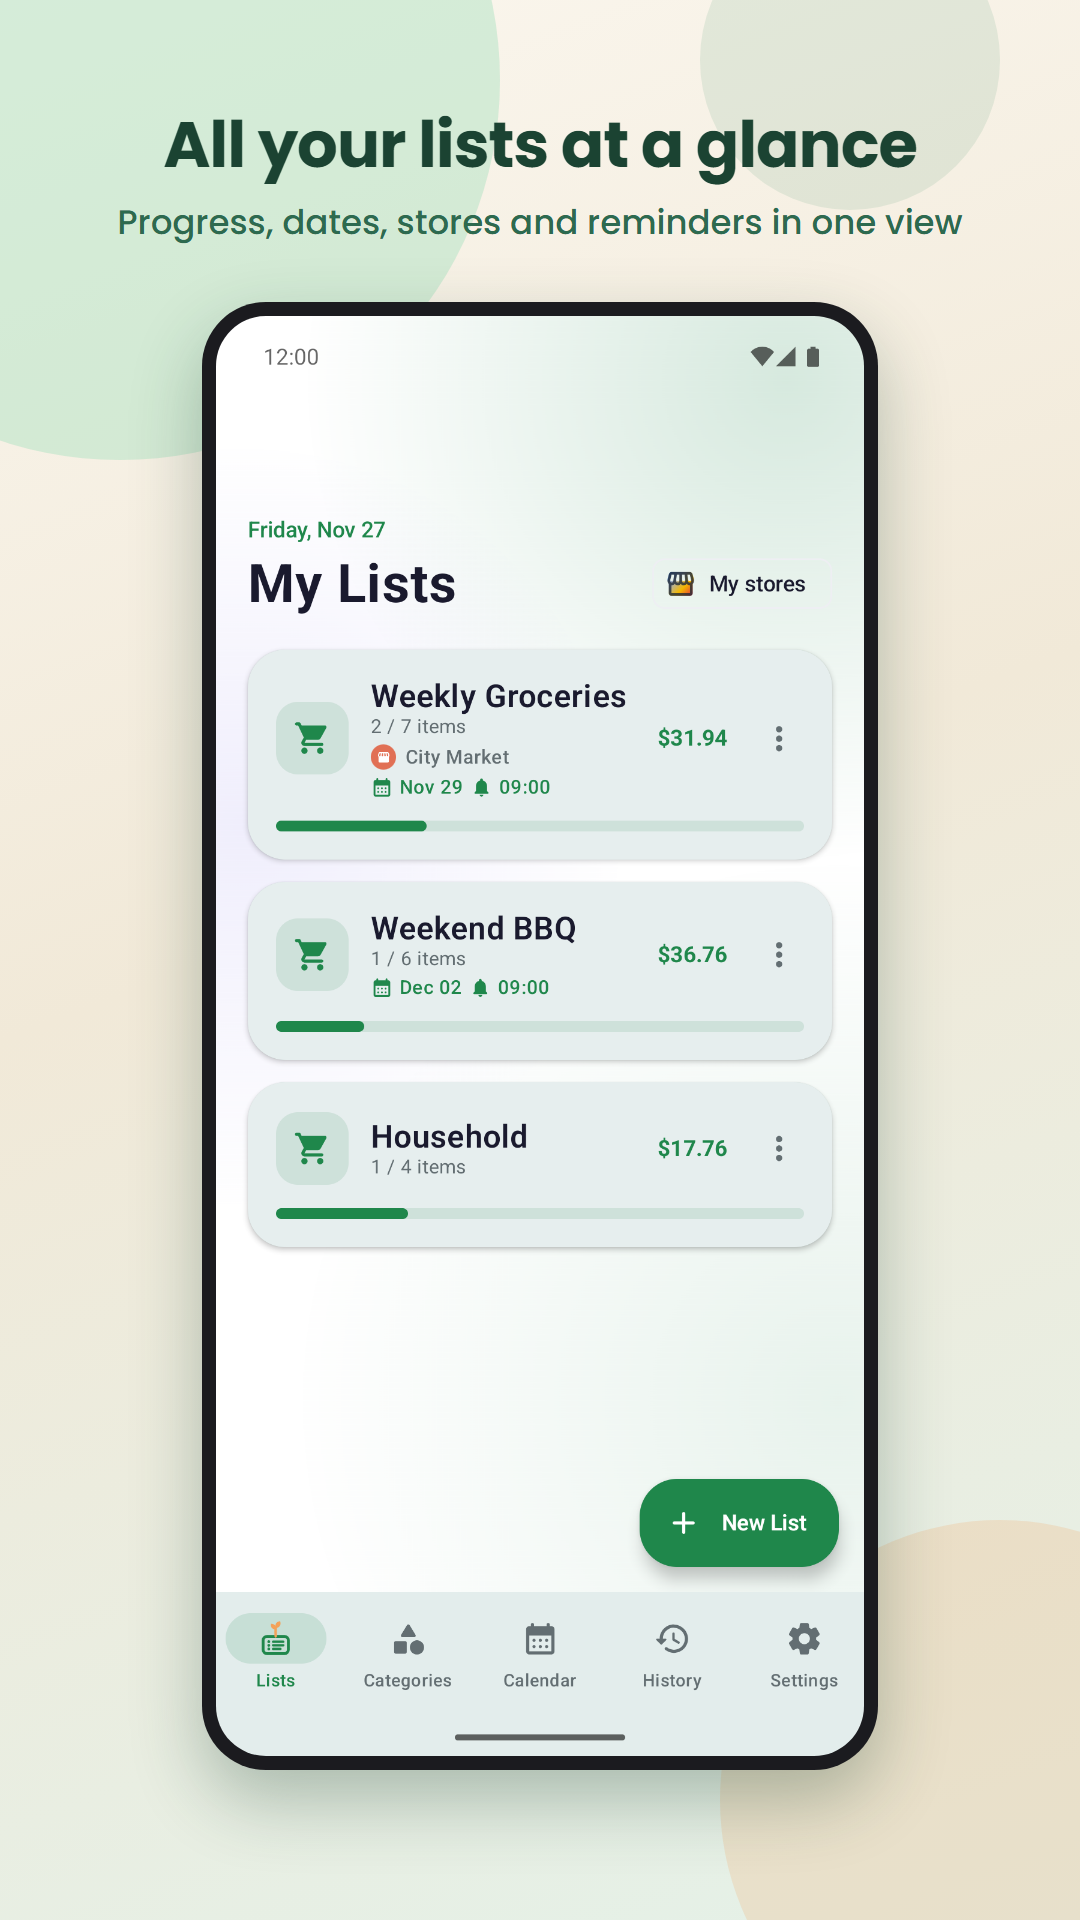 All your lists at a glance
Progress, dates, stores and reminders in one view
12:00
Friday, Nov 27
My Lists
My stores
Weekly Groceries
2 / 7 items
$31.94
City Market
Nov 29 09:00
Weekend BBQ
1 / 6 items
$36.76
Dec 02 09:00
Household
1 / 4 items
$17.76
New List
Lists Categories Calendar History Settings